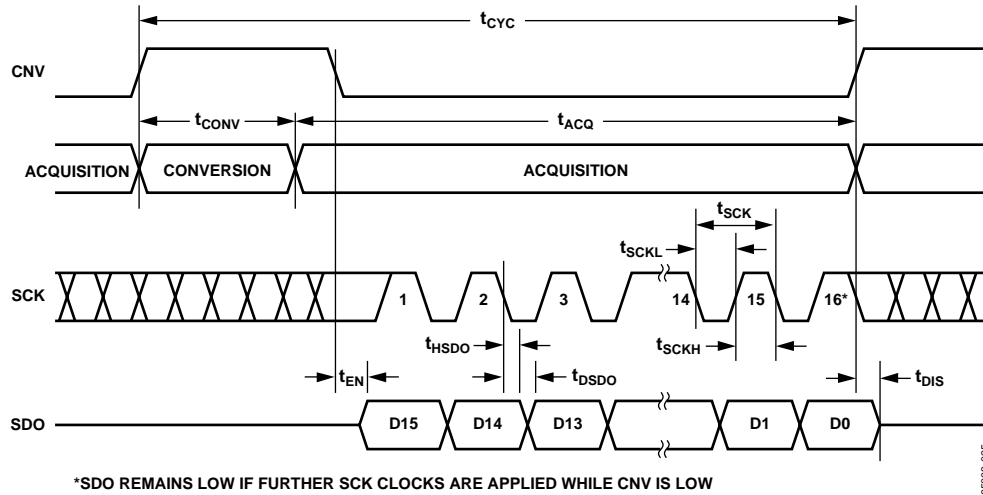 tCYC
CNV
tCONV
tACQ
ACQUISITION
CONVERSION
ACQUISITION
tSCK
tSCKL
SCK
1
2
3
14
15
16*
tHSDO
tSCKH
tEN
tDSDO
tDIS
SDO
D15
D14
D13
D1
D0
*SDO REMAINS LOW IF FURTHER SCK CLOCKS ARE APPLIED WHILE CNV IS LOW